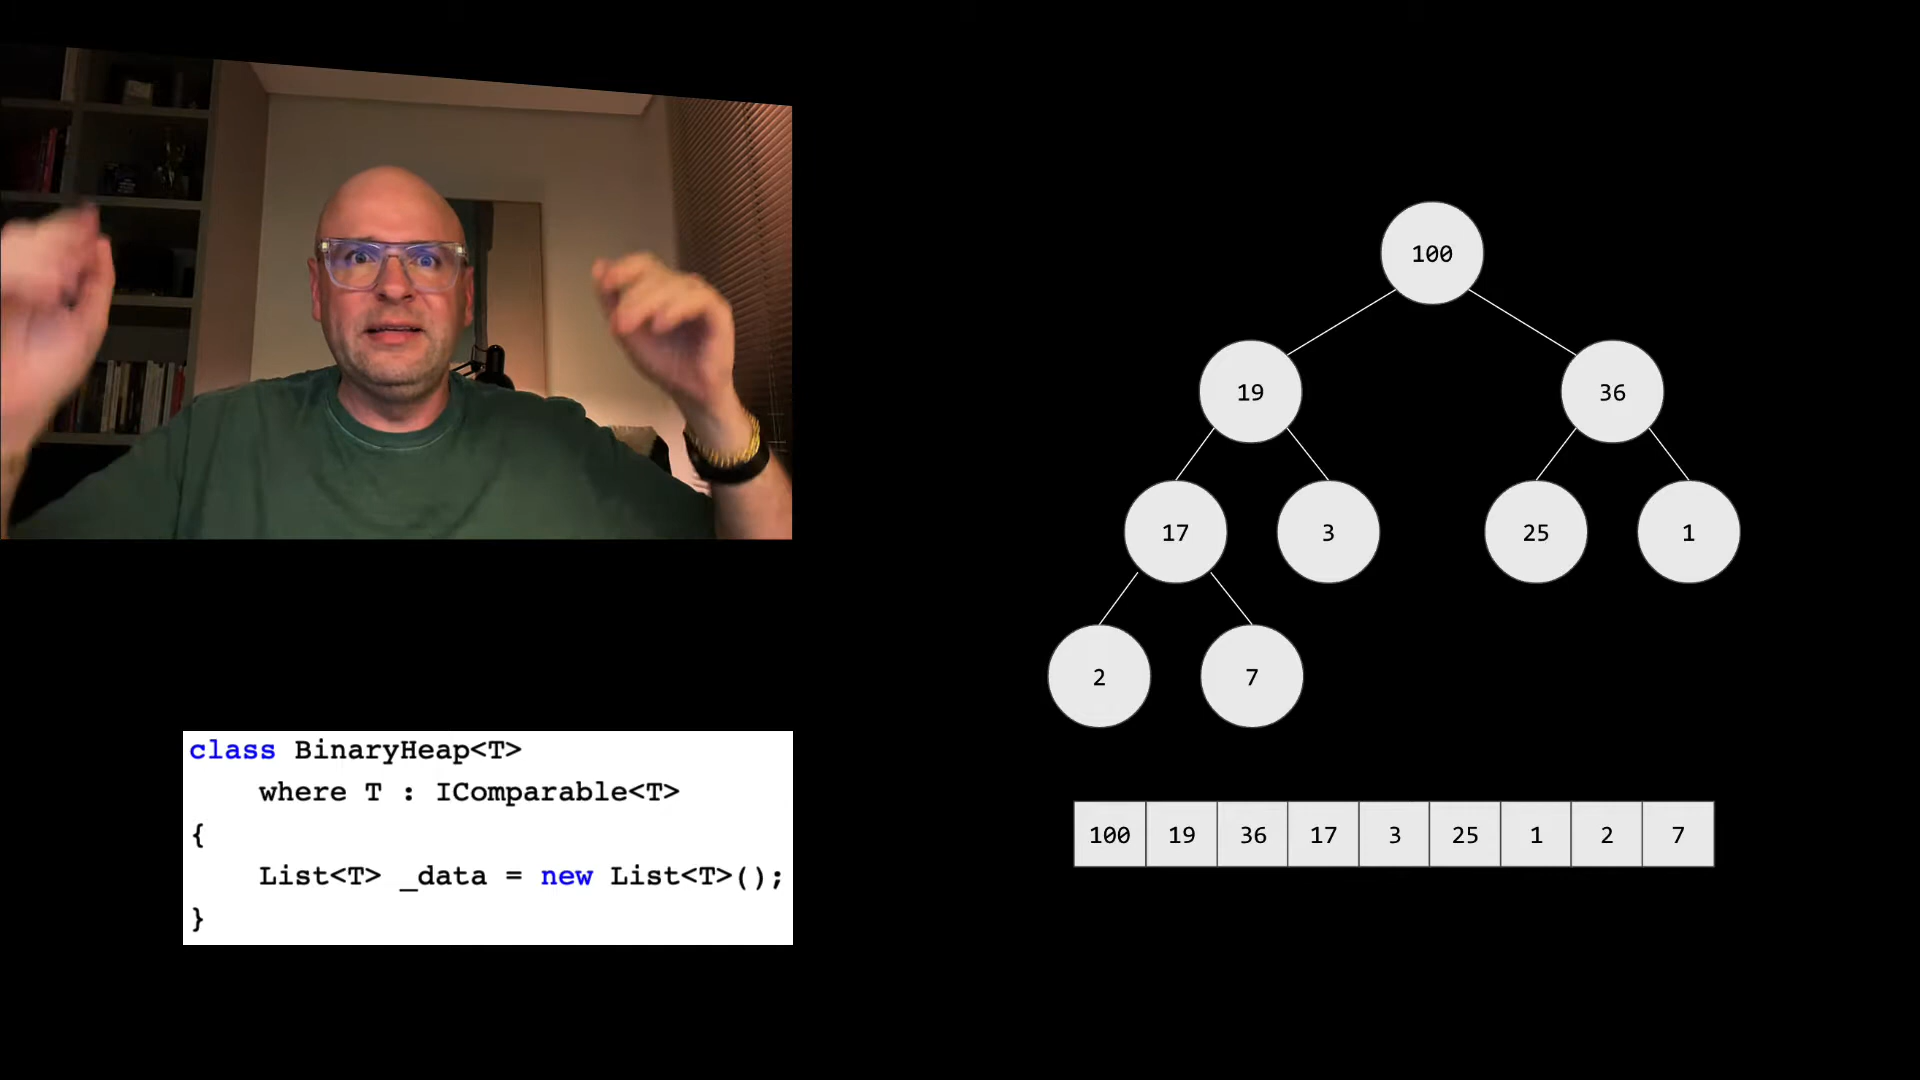 100
19
36
17
3
25
1
2
7
class BinaryHeap<T>
    where T : IComparable<T>
{
    List<T> _data = new List<T>();
}
100 19 36 17 3 25 1 2 7